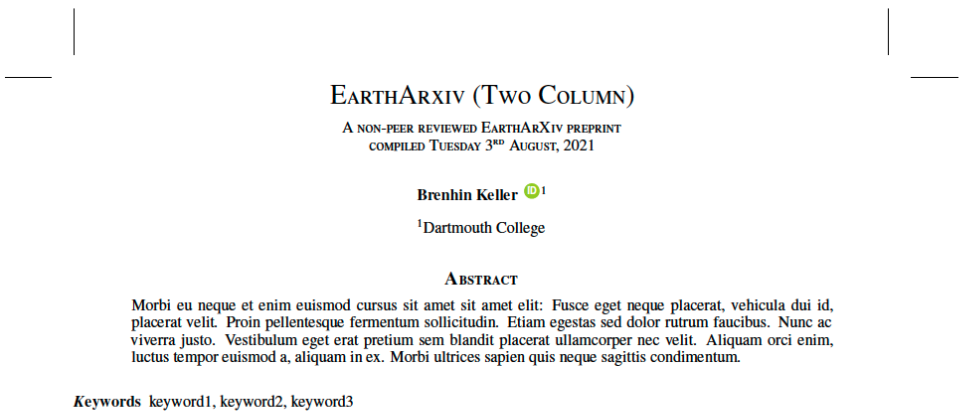 EarthArxiv (Two Column)
A non-peer reviewed EarthArXiv preprint
compiled Tuesday 3rd August, 2021
Brenhin Keller iD 1
1Dartmouth College
Abstract
Morbi eu neque et enim euismod cursus sit amet sit amet elit: Fusce eget neque placerat, vehicula dui id,
placerat velit. Proin pellentesque fermentum sollicitudin. Etiam egestas sed dolor rutrum faucibus. Nunc ac
viverra justo. Vestibulum eget erat pretium sem blandit placerat ullamcorper nec velit. Aliquam orci enim,
luctus tempor euismod a, aliquam in ex. Morbi ultrices sapien quis neque sagittis condimentum.
Keywords keyword1, keyword2, keyword3